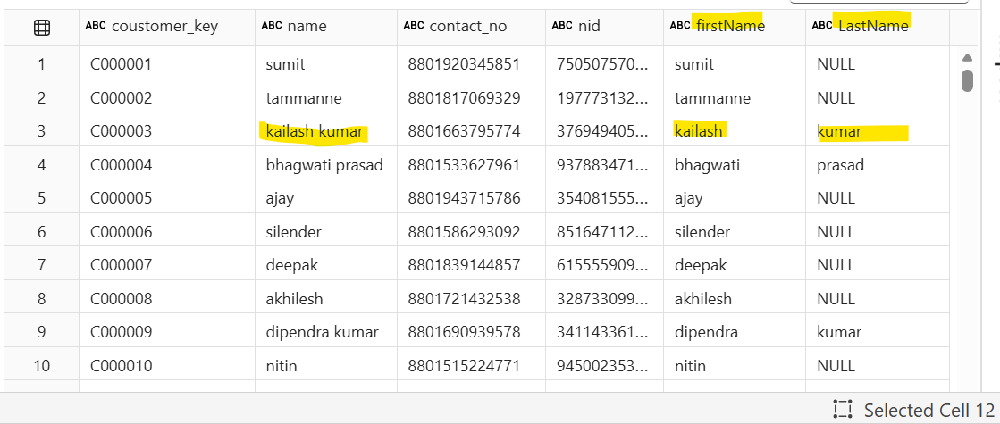 ABC coustomer_key ABC name ABC contact_no ABC nid ABC firstName ABC LastName
1 C000001 sumit 8801920345851 750507570... sumit NULL
2 C000002 tammanne 8801817069329 197773132... tammanne NULL
3 C000003 kailash kumar 8801663795774 376949405... kailash kumar
4 C000004 bhagwati prasad 8801533627961 937883471... bhagwati prasad
5 C000005 ajay 8801943715786 354081555... ajay NULL
6 C000006 silender 8801586293092 851647112... silender NULL
7 C000007 deepak 8801839144857 615555909... deepak NULL
8 C000008 akhilesh 8801721432538 328733099... akhilesh NULL
9 C000009 dipendra kumar 8801690939578 341143361... dipendra kumar
10 C000010 nitin 8801515224771 945002353... nitin NULL
Selected Cell 12